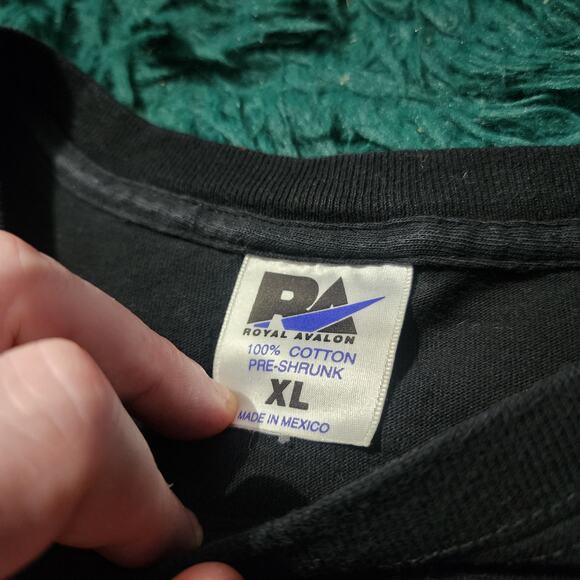 RA
ROYAL AVALON
100% COTTON
PRE-SHRUNK
XL
MADE IN MEXICO